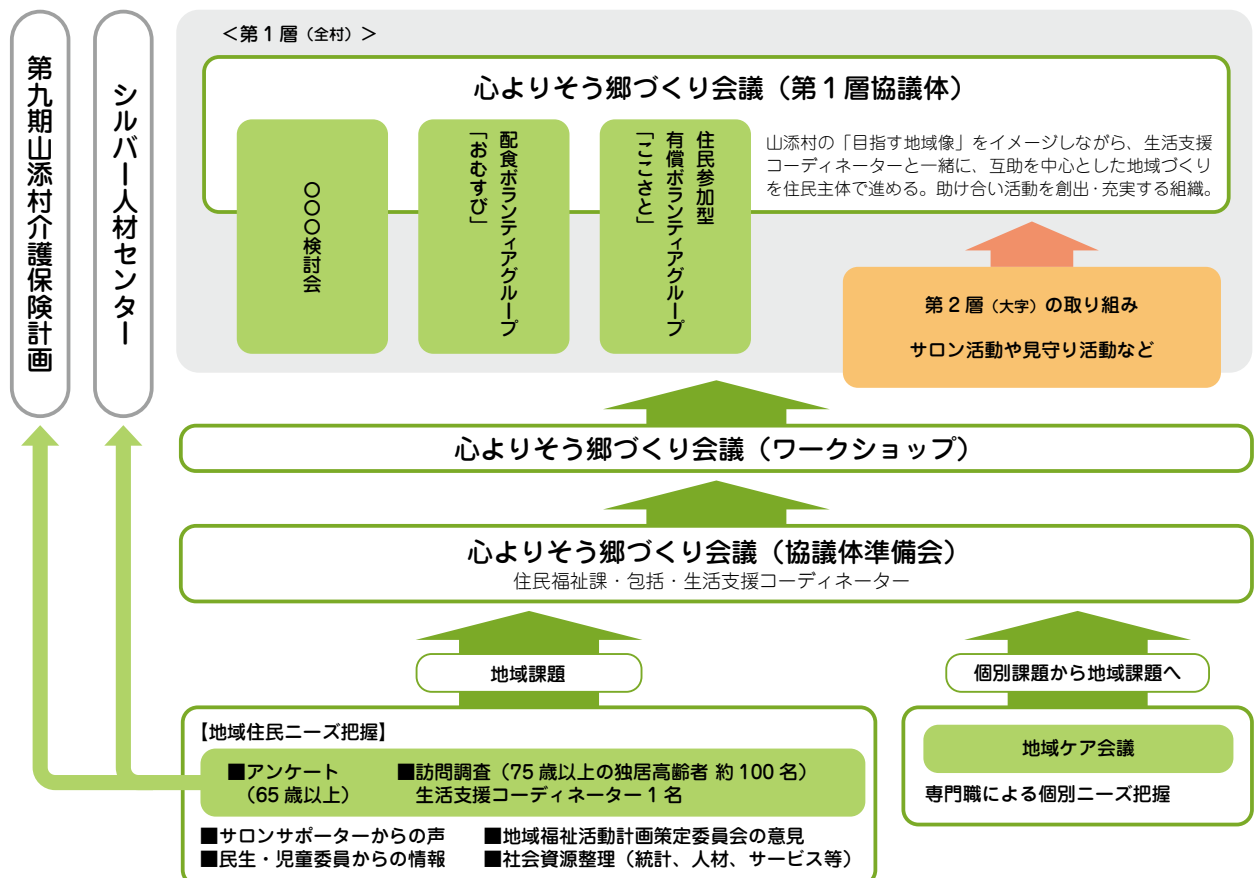 第九期山添村介護保険計画
シルバー人材センター
＜第１層（全村）＞
心よりそう郷づくり会議（第１層協議体）
〇〇〇検討会
配食ボランティアグループ
「おむすび」
住民参加型
有償ボランティアグループ
「ここさと」
山添村の「目指す地域像」をイメージしながら、生活支援
コーディネーターと一緒に、互助を中心とした地域づくり
を住民主体で進める。助け合い活動を創出・充実する組織。
第２層（大字）の取り組み
サロン活動や見守り活動など
心よりそう郷づくり会議（ワークショップ）
心よりそう郷づくり会議（協議体準備会）
住民福祉課・包括・生活支援コーディネーター
地域課題
個別課題から地域課題へ
【地域住民ニーズ把握】
■アンケート
（65 歳以上）
■訪問調査（75 歳以上の独居高齢者 約 100 名）
生活支援コーディネーター 1 名
■サロンサポーターからの声
■民生・児童委員からの情報
■地域福祉活動計画策定委員会の意見
■社会資源整理（統計、人材、サービス等）
地域ケア会議
専門職による個別ニーズ把握